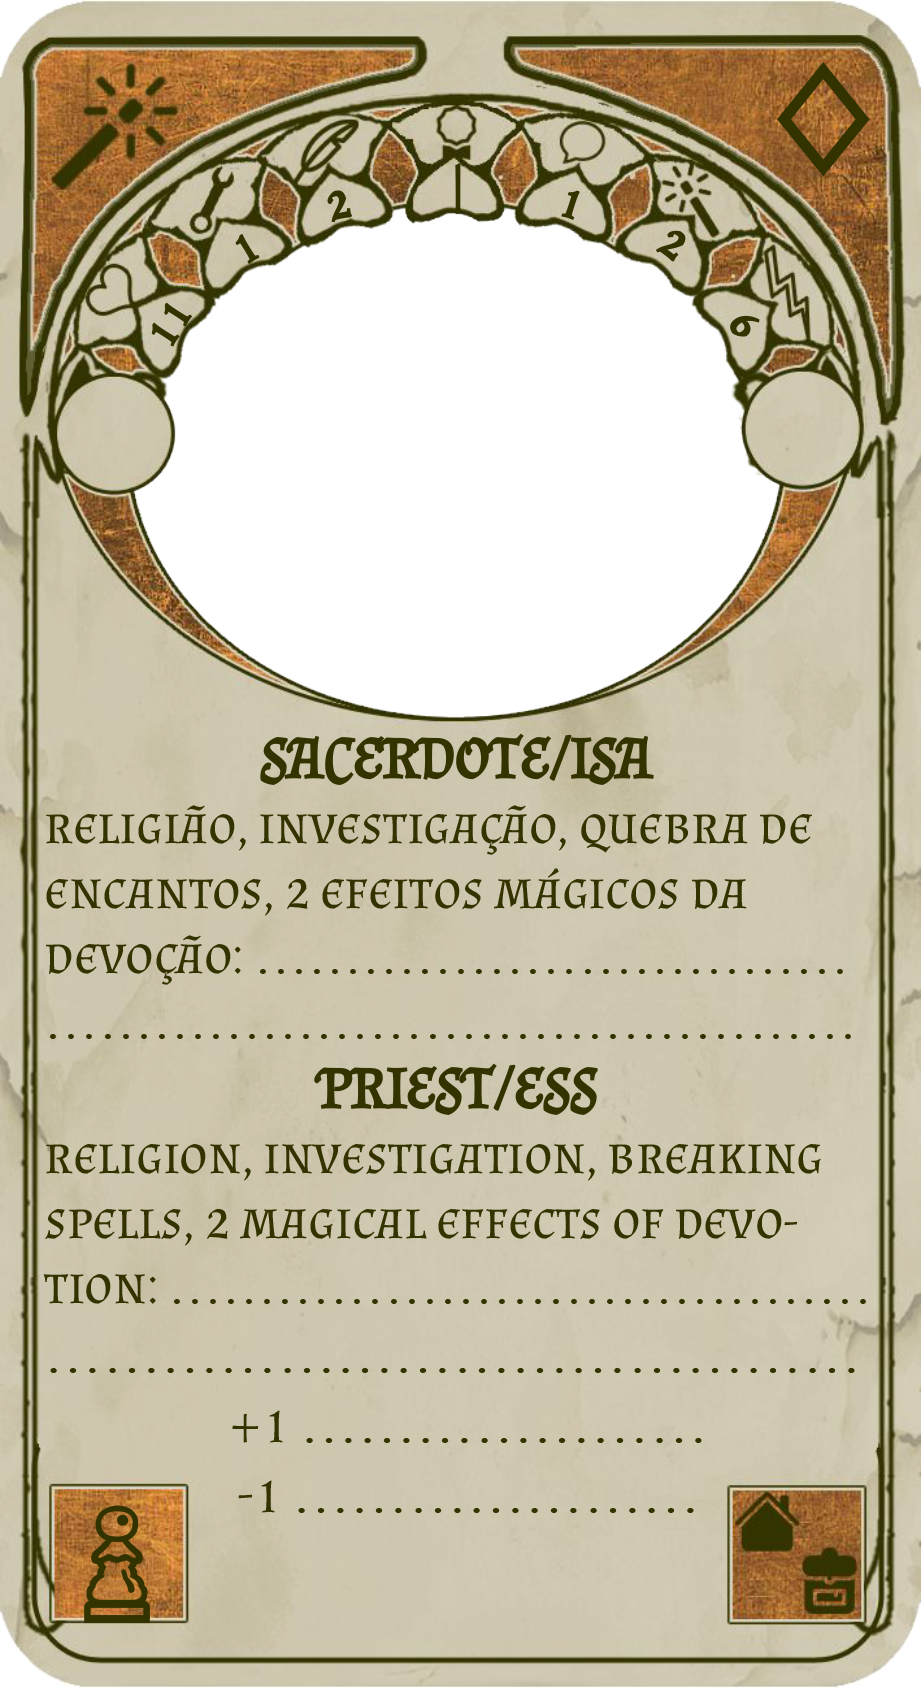 11
1
2
1
2
6
SACERDOTE/ISA
RELIGIÃO, INVESTIGAÇÃO, QUEBRA DE
ENCANTOS, 2 EFEITOS MÁGICOS DA
DEVOÇÃO: .................................
.............................................
PRIEST/ESS
RELIGION, INVESTIGATION, BREAKING
SPELLS, 2 MAGICAL EFFECTS OF DEVO-
TION: .......................................
.............................................
+1 ......................
-1 ......................